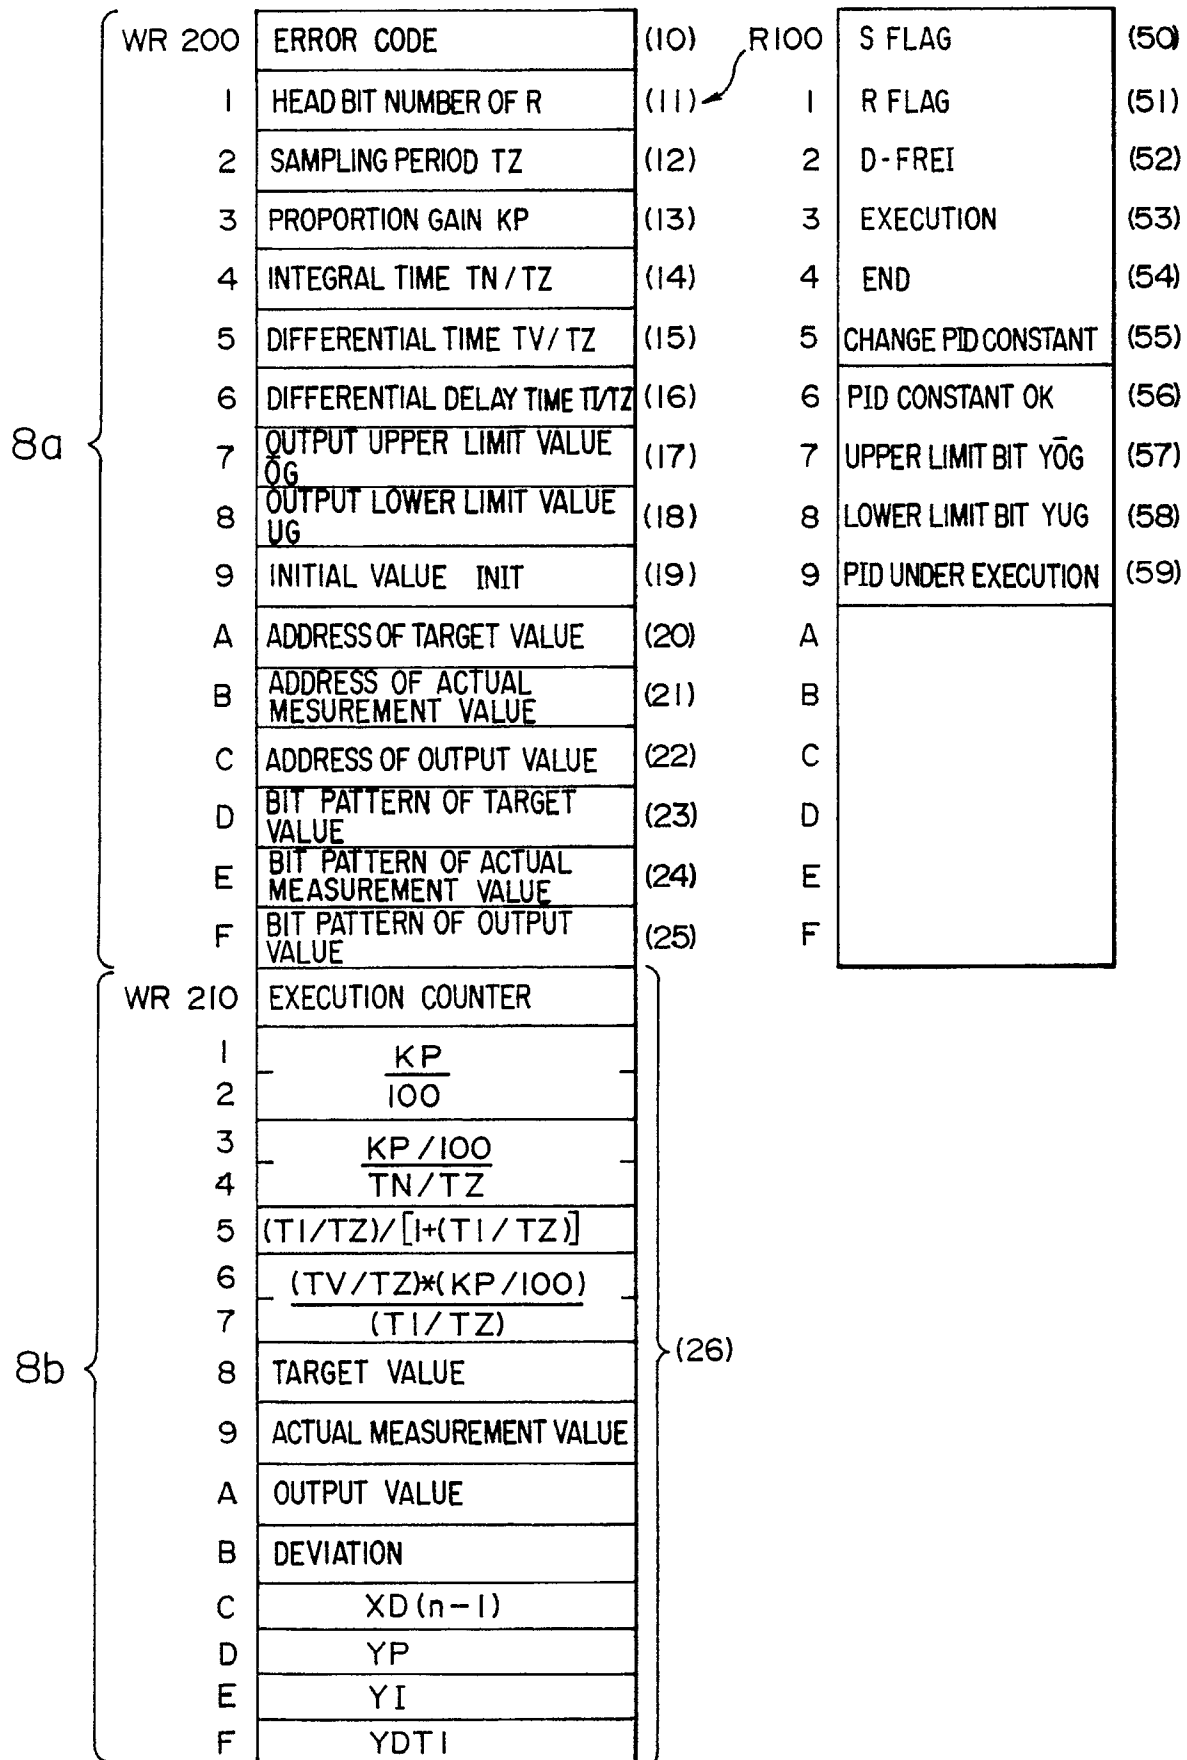 8a
WR 200 ERROR CODE (10)
1 HEAD BIT NUMBER OF R (11)
2 SAMPLING PERIOD TZ (12)
3 PROPORTION GAIN KP (13)
4 INTEGRAL TIME TN / TZ (14)
5 DIFFERENTIAL TIME TV/ TZ (15)
6 DIFFERENTIAL DELAY TIME TI/TZ (16)
7 OUTPUT UPPER LIMIT VALUE (17)
ŌG
8 OUTPUT LOWER LIMIT VALUE (18)
UG
9 INITIAL VALUE INIT (19)
A ADDRESS OF TARGET VALUE (20)
B ADDRESS OF ACTUAL (21)
MESUREMENT VALUE
C ADDRESS OF OUTPUT VALUE (22)
D BIT PATTERN OF TARGET (23)
VALUE
E BIT PATTERN OF ACTUAL (24)
MEASUREMENT VALUE
F BIT PATTERN OF OUTPUT (25)
VALUE
R100 S FLAG (50)
1 R FLAG (51)
2 D-FREI (52)
3 EXECUTION (53)
4 END (54)
5 CHANGE PID CONSTANT (55)
6 PID CONSTANT OK (56)
7 UPPER LIMIT BIT YŌG (57)
8 LOWER LIMIT BIT YUG (58)
9 PID UNDER EXECUTION (59)
A
B
C
D
E
F
8b
WR 210 EXECUTION COUNTER
1 KP
2 100
3 KP /100
4 TN/TZ
5 (TI/TZ)/[1+(TI/TZ)]
6 (TV/TZ)*(KP/100)
7 (TI/TZ)
8 TARGET VALUE
9 ACTUAL MEASUREMENT VALUE
A OUTPUT VALUE
B DEVIATION
C XD(n-1)
D YP
E YI
F YDTI
(26)